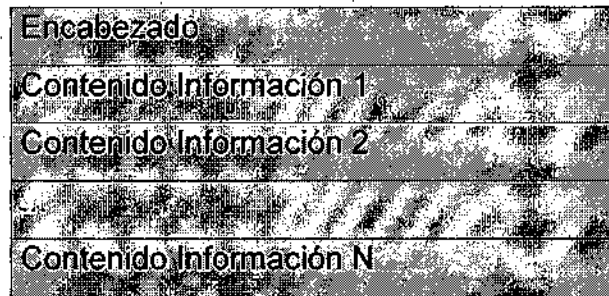 Encabezado
Contenido Información 1
Contenido Información 2
Contenido Información N